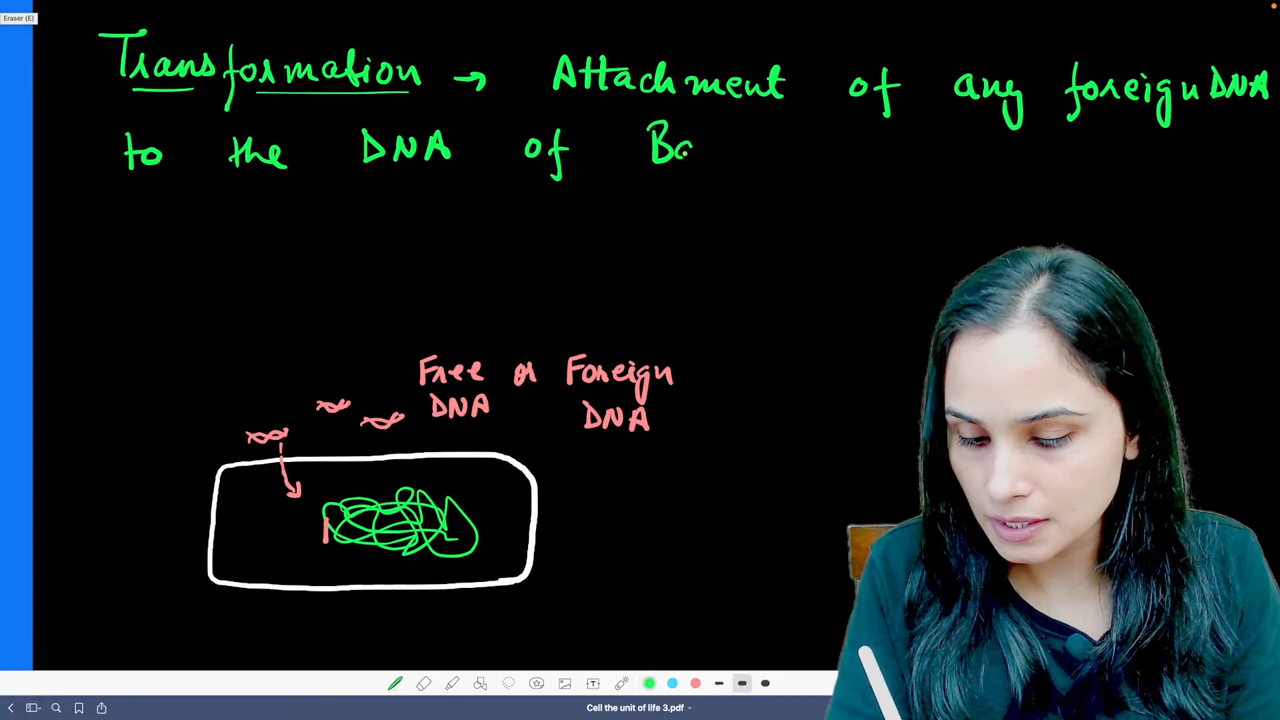 Eraser (E)
Transformation → Attachment of any foreign DNA
to the DNA of Ba
Free or Foreign
DNA DNA
Cell the unit of life 3.pdf